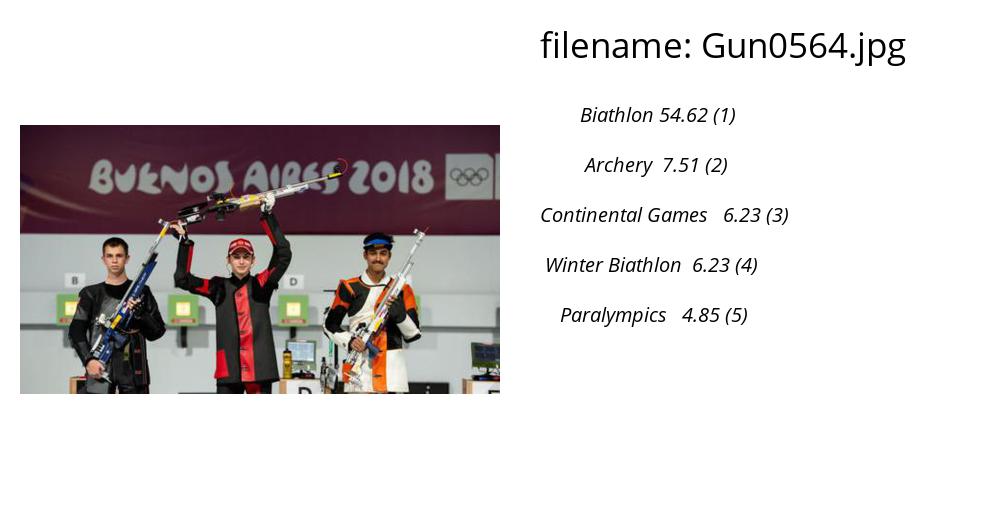 filename: Gun0564.jpg
Biathlon 54.62 (1)
Archery 7.51 (2)
Continental Games 6.23 (3)
Winter Biathlon 6.23 (4)
Paralympics 4.85 (5)
BUENOS AIRES 2018
B
D
D